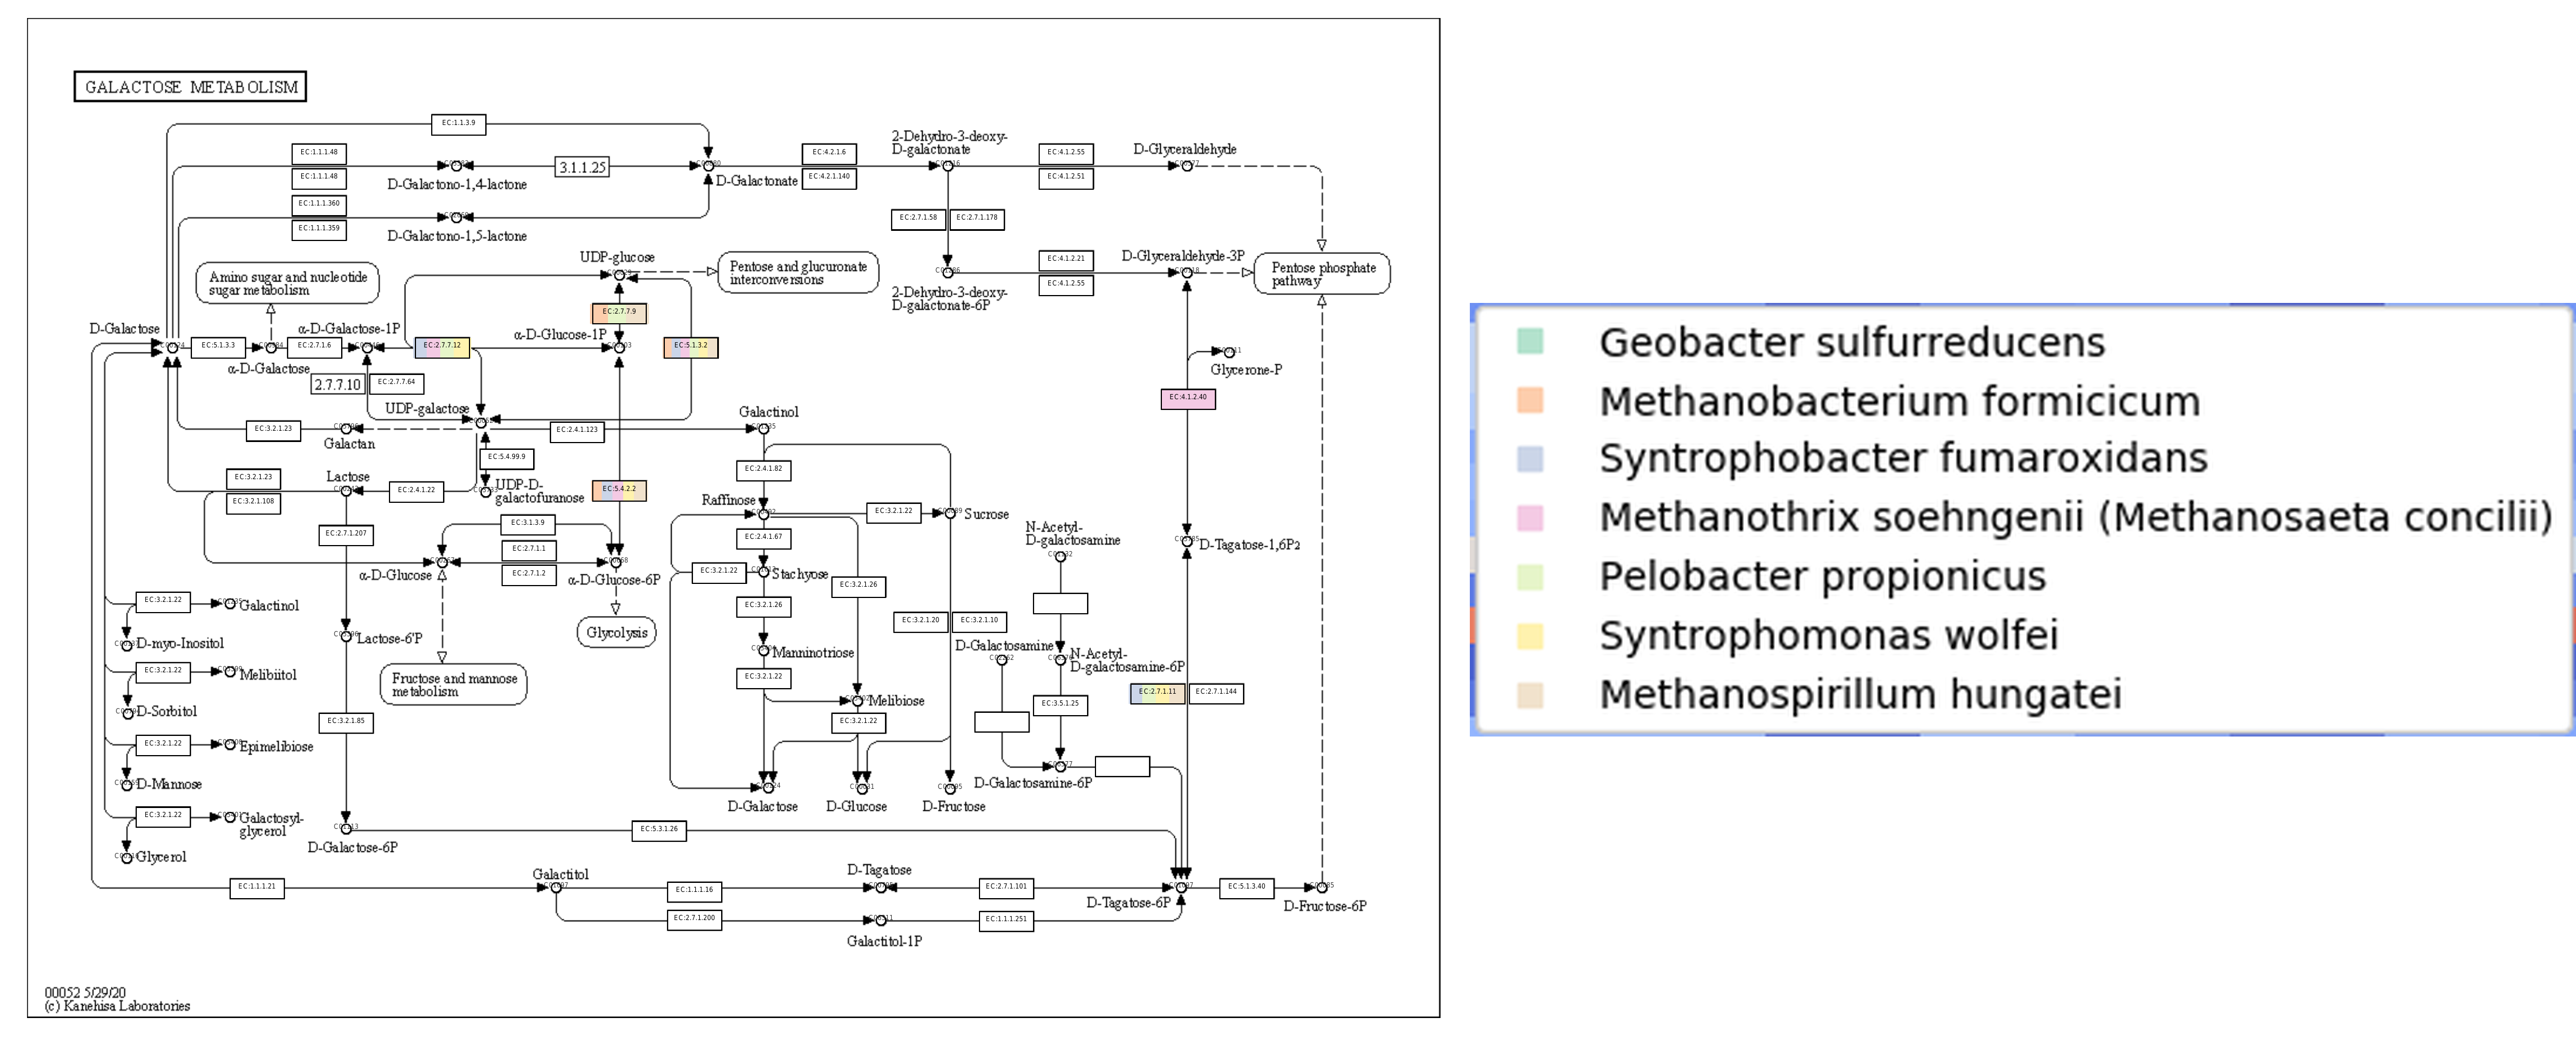 GALACTOSE METABOLISM
EC:1.1.3.9
EC:1.1.1.48
3.1.1.25
EC:1.1.1.48
D-Galactono-1,4-lactone
D-Galactonate
EC:4.2.1.6
EC:4.2.1.140
2-Dehydro-3-deoxy-
D-galactonate
EC:4.1.2.55
EC:4.1.2.51
D-Glyceraldehyde
EC:1.1.1.360
EC:1.1.1.359
D-Galactono-1,5-lactone
EC:2.7.1.58
EC:2.7.1.178
UDP-glucose
Pentose and glucuronate
interconversions
EC:4.1.2.21
EC:4.1.2.55
D-Glyceraldehyde-3P
Pentose phosphate
pathway
2-Dehydro-3-deoxy-
D-galactonate-6P
Amino sugar and nucleotide
sugar metabolism
EC:2.7.7.9
D-Galactose
α-D-Galactose-1P
α-D-Glucose-1P
EC:5.1.3.3
EC:2.7.1.6
EC:2.7.7.12
EC:5.1.3.2
α-D-Galactose
2.7.7.10
EC:2.7.7.64
Glycerone-P
EC:4.1.2.40
UDP-galactose
Galactinol
EC:3.2.1.23
Galactan
EC:2.4.1.123
EC:5.4.99.9
EC:2.4.1.82
EC:3.2.1.23
EC:3.2.1.108
Lactose
EC:2.4.1.22
UDP-D-
galactofuranose
EC:5.4.2.2
Raffinose
EC:3.2.1.22
Sucrose
EC:2.7.1.207
EC:3.1.3.9
EC:2.7.1.1
EC:2.7.1.2
EC:2.4.1.67
N-Acetyl-
D-galactosamine
D-Tagatose-1,6P2
α-D-Glucose
α-D-Glucose-6P
EC:3.2.1.22
Stachyose
EC:3.2.1.26
EC:3.2.1.22
Galactinol
EC:3.2.1.26
EC:3.2.1.20
EC:3.2.1.10
Glycolysis
D-myo-Inositol
Lactose-6'P
Manninotriose
D-Galactosamine
N-Acetyl-
D-galactosamine-6P
EC:3.2.1.22
Melibiitol
Fructose and mannose
metabolism
EC:3.2.1.22
EC:2.7.1.11
EC:2.7.1.144
D-Sorbitol
Melibiose
EC:3.5.1.25
EC:3.2.1.85
EC:3.2.1.22
EC:3.2.1.22
Epimelibiose
D-Mannose
D-Galactosamine-6P
D-Galactose
D-Glucose
D-Fructose
EC:3.2.1.22
Galactosyl-
glycerol
EC:5.3.1.26
D-Galactose-6P
Glycerol
Galactitol
D-Tagatose
EC:1.1.1.21
EC:1.1.1.16
EC:2.7.1.101
EC:5.1.3.40
D-Tagatose-6P
D-Fructose-6P
EC:2.7.1.200
EC:1.1.1.251
Galactitol-1P
00052 5/29/20
(c) Kanehisa Laboratories
Geobacter sulfurreducens
Methanobacterium formicicum
Syntrophobacter fumaroxidans
Methanothrix soehngenii (Methanosaeta concilii)
Pelobacter propionicus
Syntrophomonas wolfei
Methanospirillum hungatei